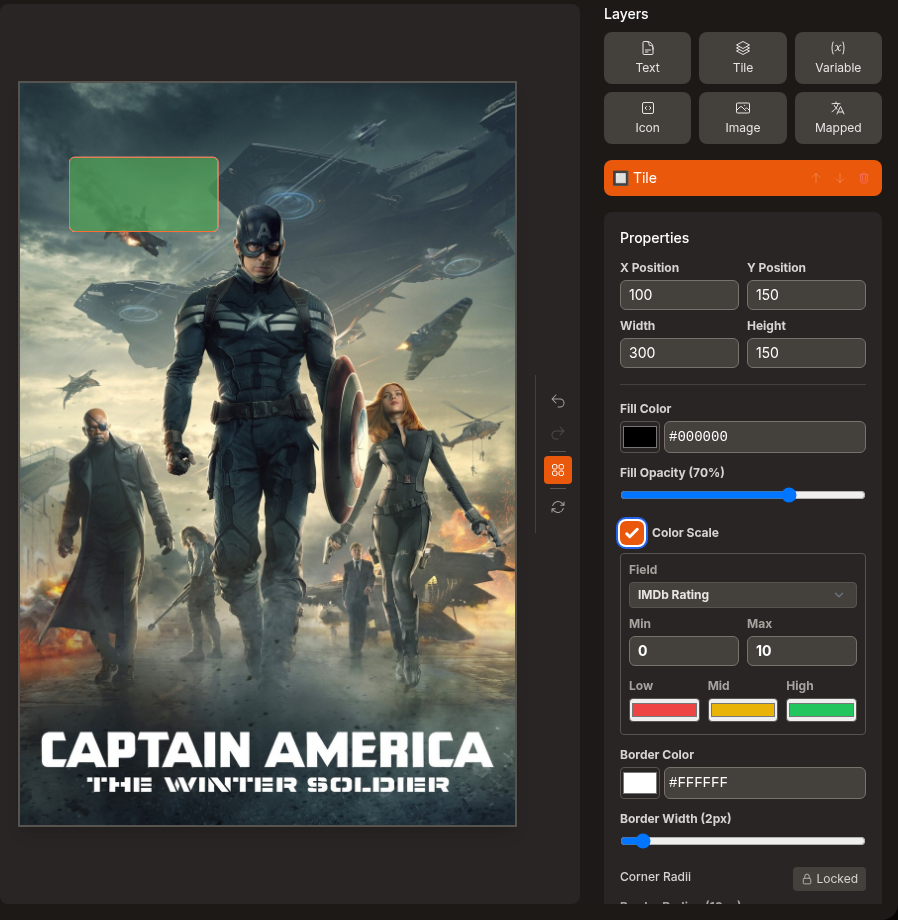 Layers
Text
Tile
(x)
Variable
Icon
Image
Mapped
Tile
Properties
X Position
Y Position
100
150
Width
Height
300
150
Fill Color
#000000
Fill Opacity (70%)
Color Scale
Field
IMDb Rating
Min
Max
0
10
Low
Mid
High
Border Color
#FFFFFF
Border Width (2px)
Corner Radii
Locked
A
CAPTAIN AMERICA
THE WINTER SOLDIER